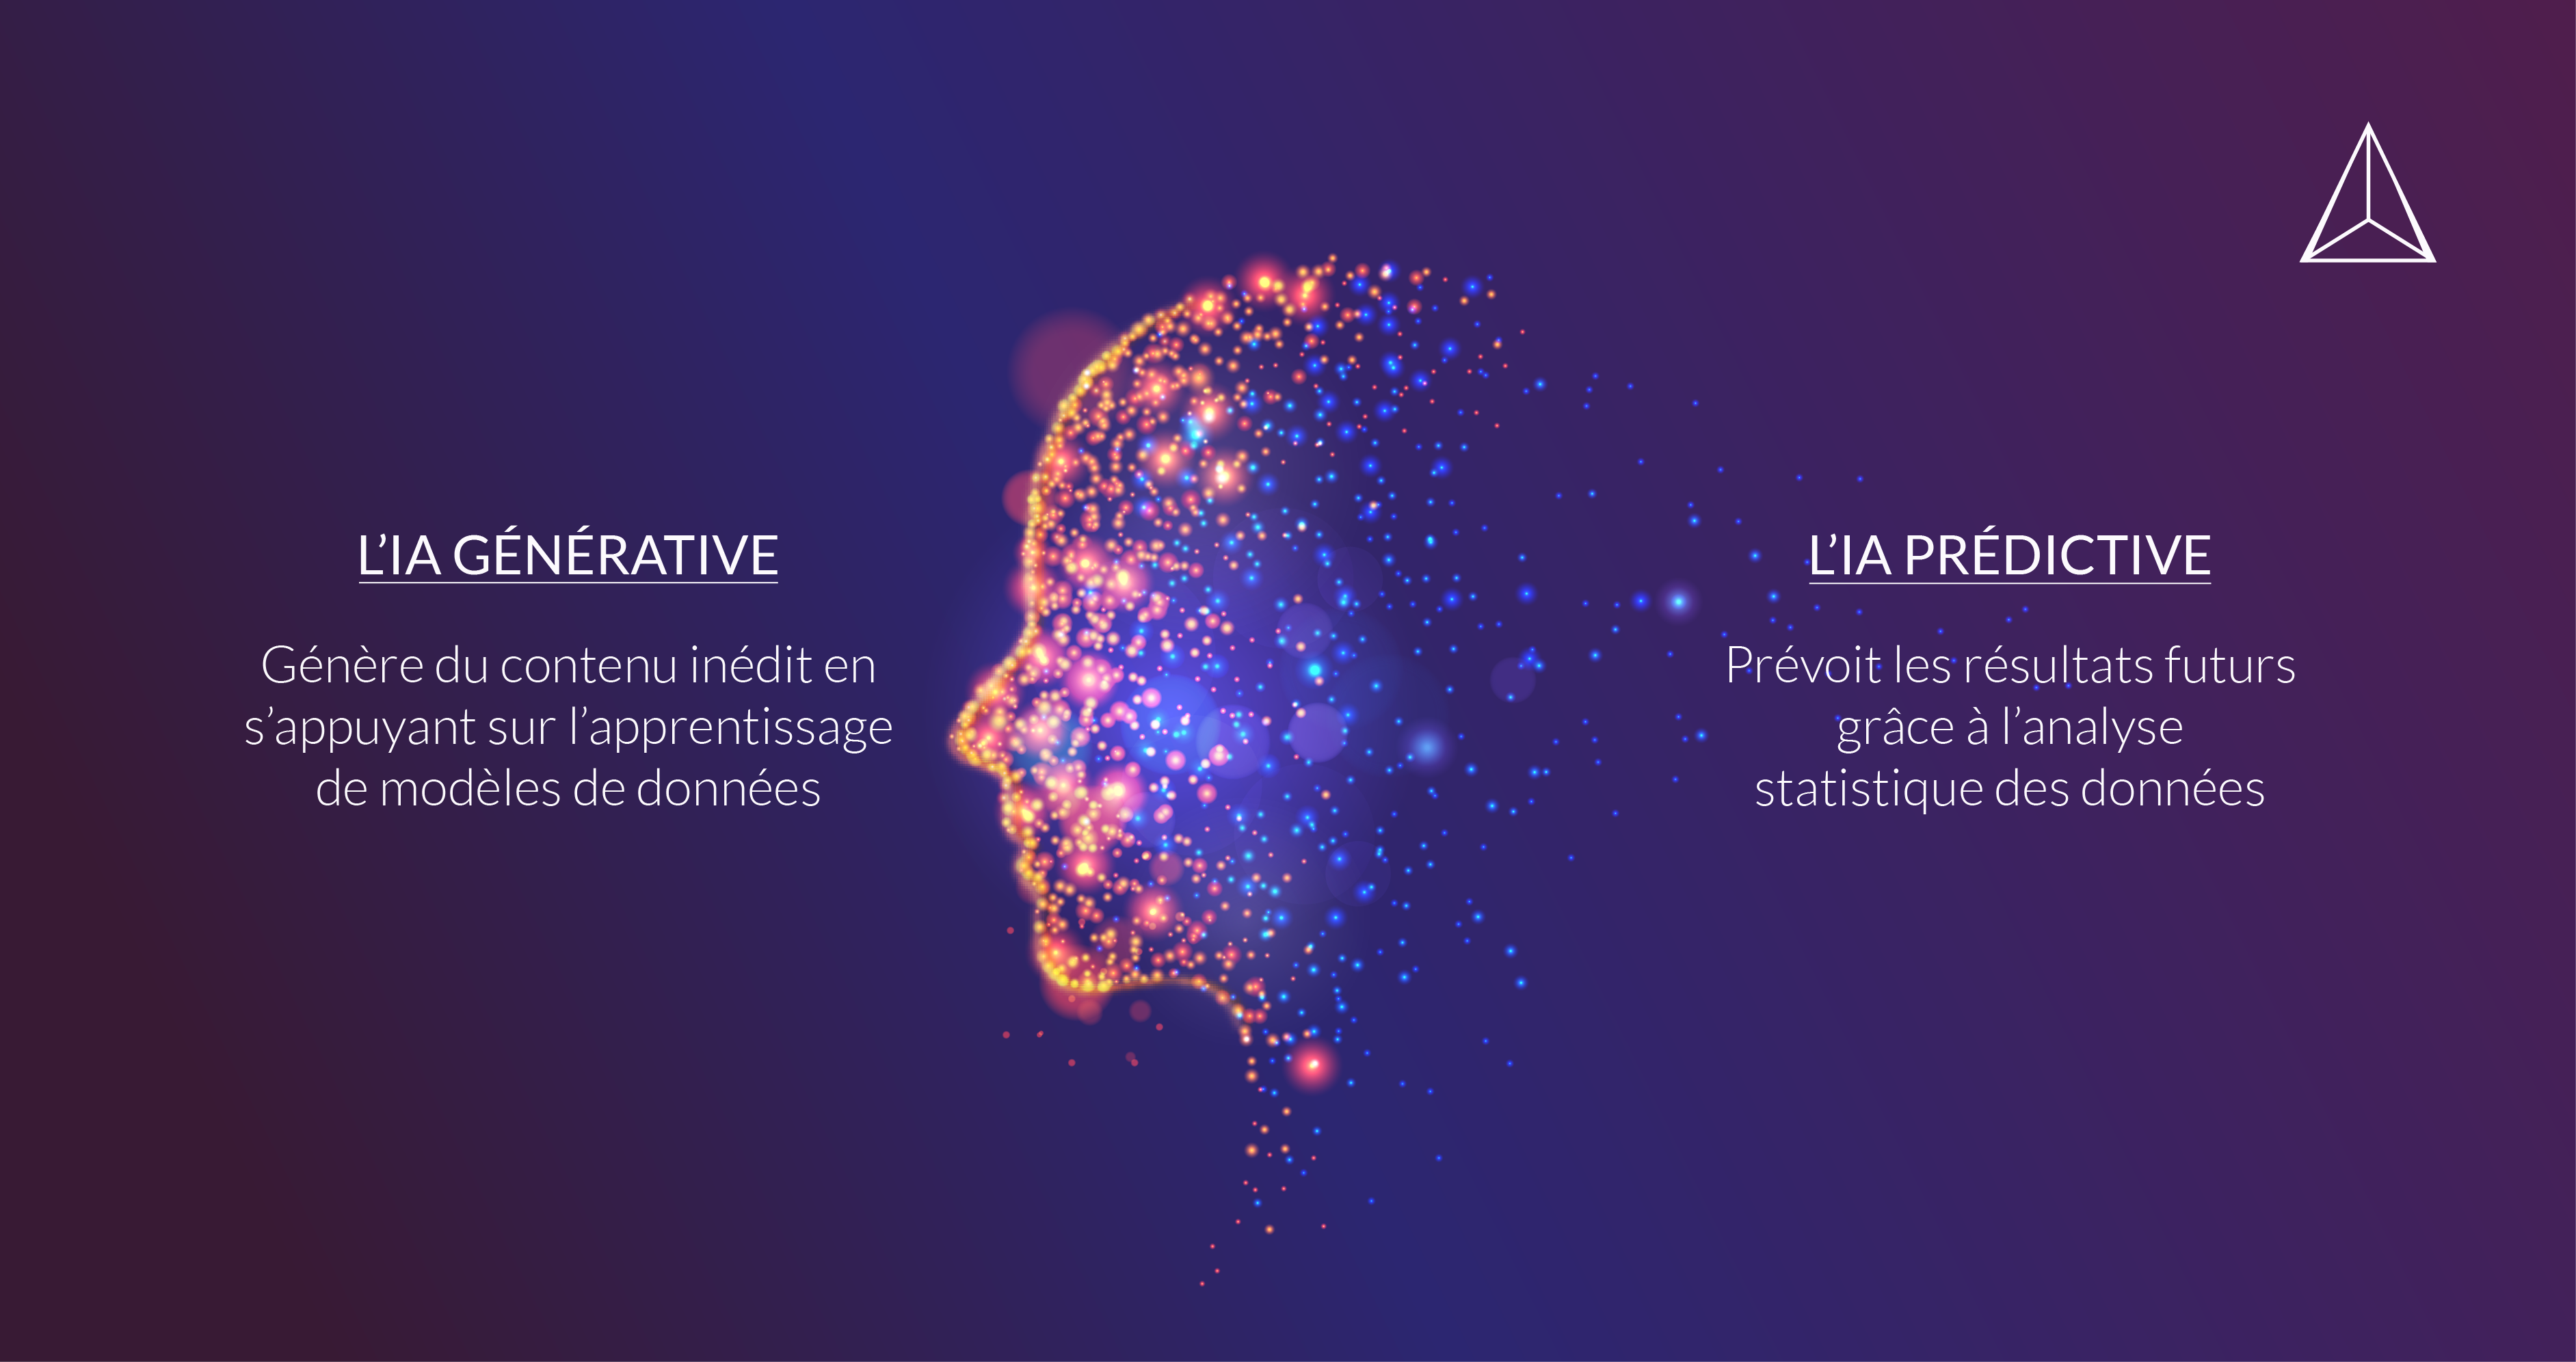 L’IA GÉNÉRATIVE
Génère du contenu inédit en
s’appuyant sur l’apprentissage
de modèles de données
L’IA PRÉDICTIVE
Prévoit les résultats futurs
grâce à l’analyse
statistique des données